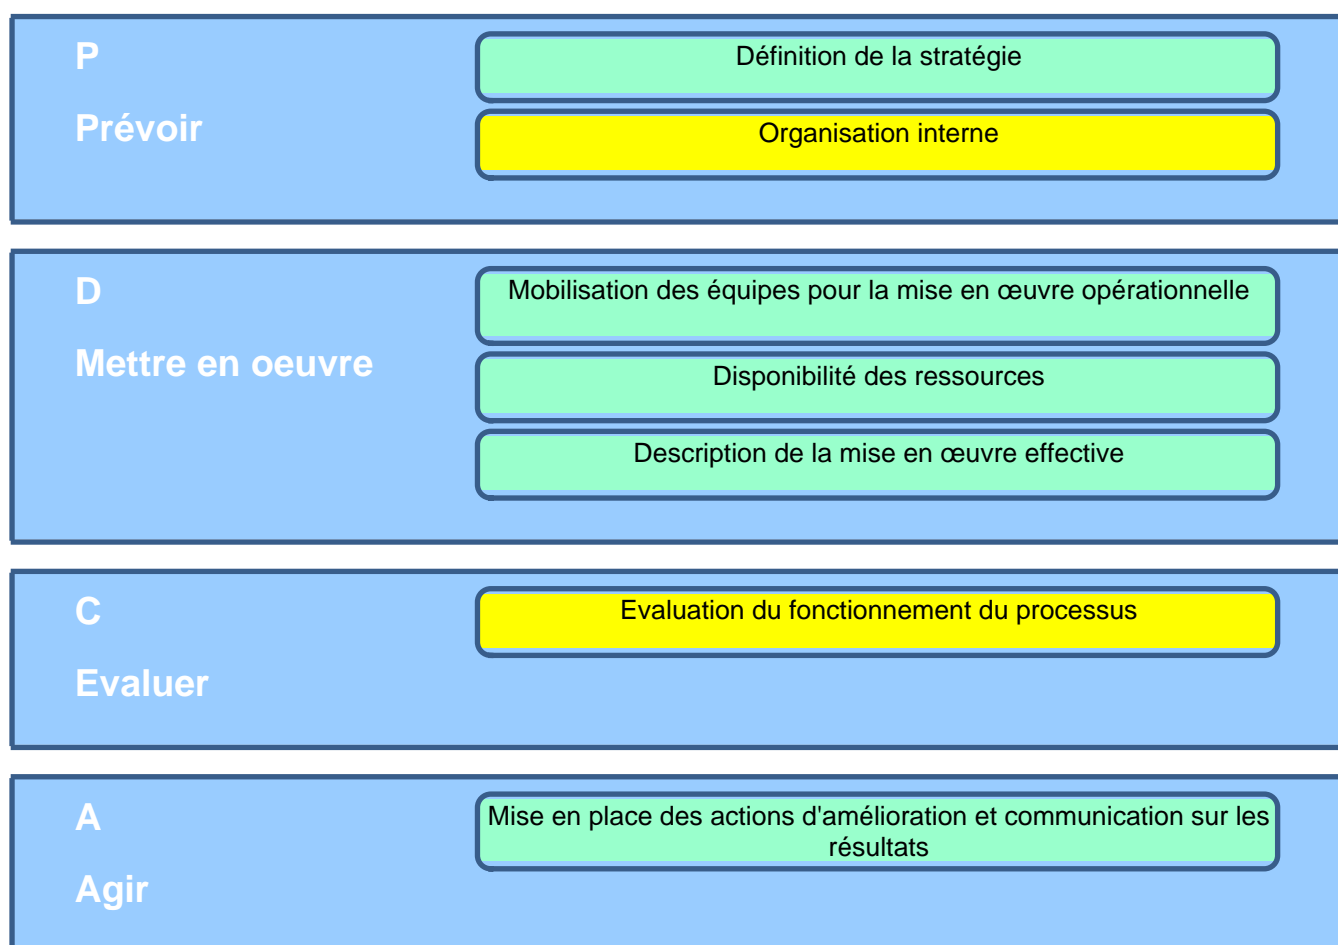 P
Définition de la stratégie
Prévoir
Organisation interne
D
Mobilisation des équipes pour la mise en œuvre opérationnelle
Mettre en oeuvre
Disponibilité des ressources
Description de la mise en œuvre effective
C
Evaluation du fonctionnement du processus
Evaluer
A
Mise en place des actions d'amélioration et communication sur les
résultats
Agir